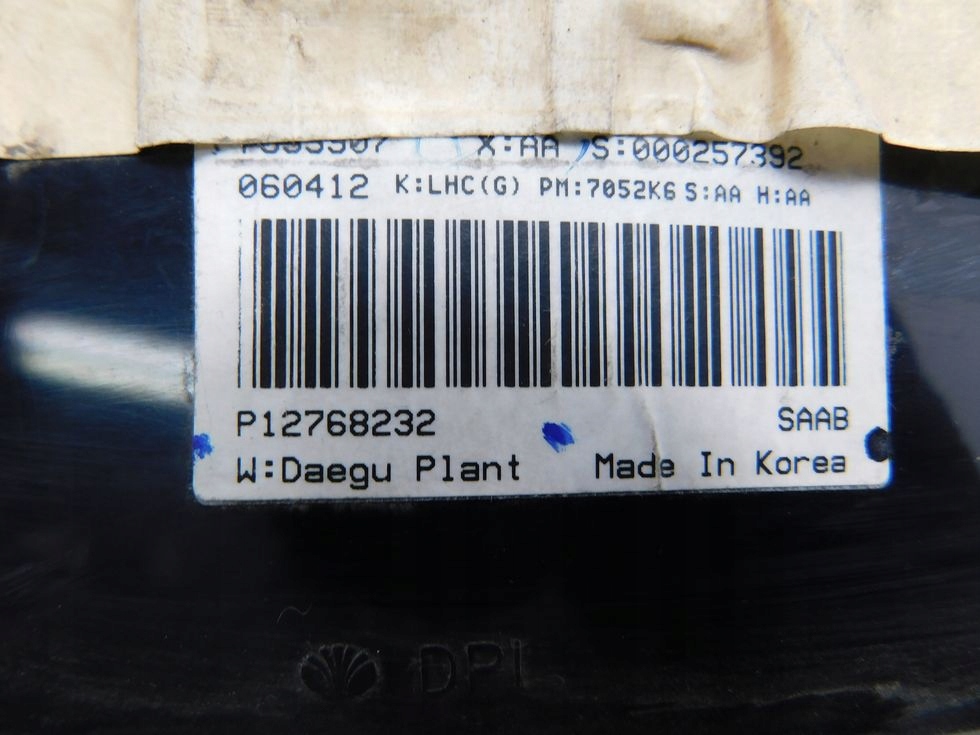 X:AA S:000257392
060412 K:LHC(G) PM:7052K6 S:AA H:AA
P12768232 SAAB
W:Daegu Plant Made In Korea
DPI